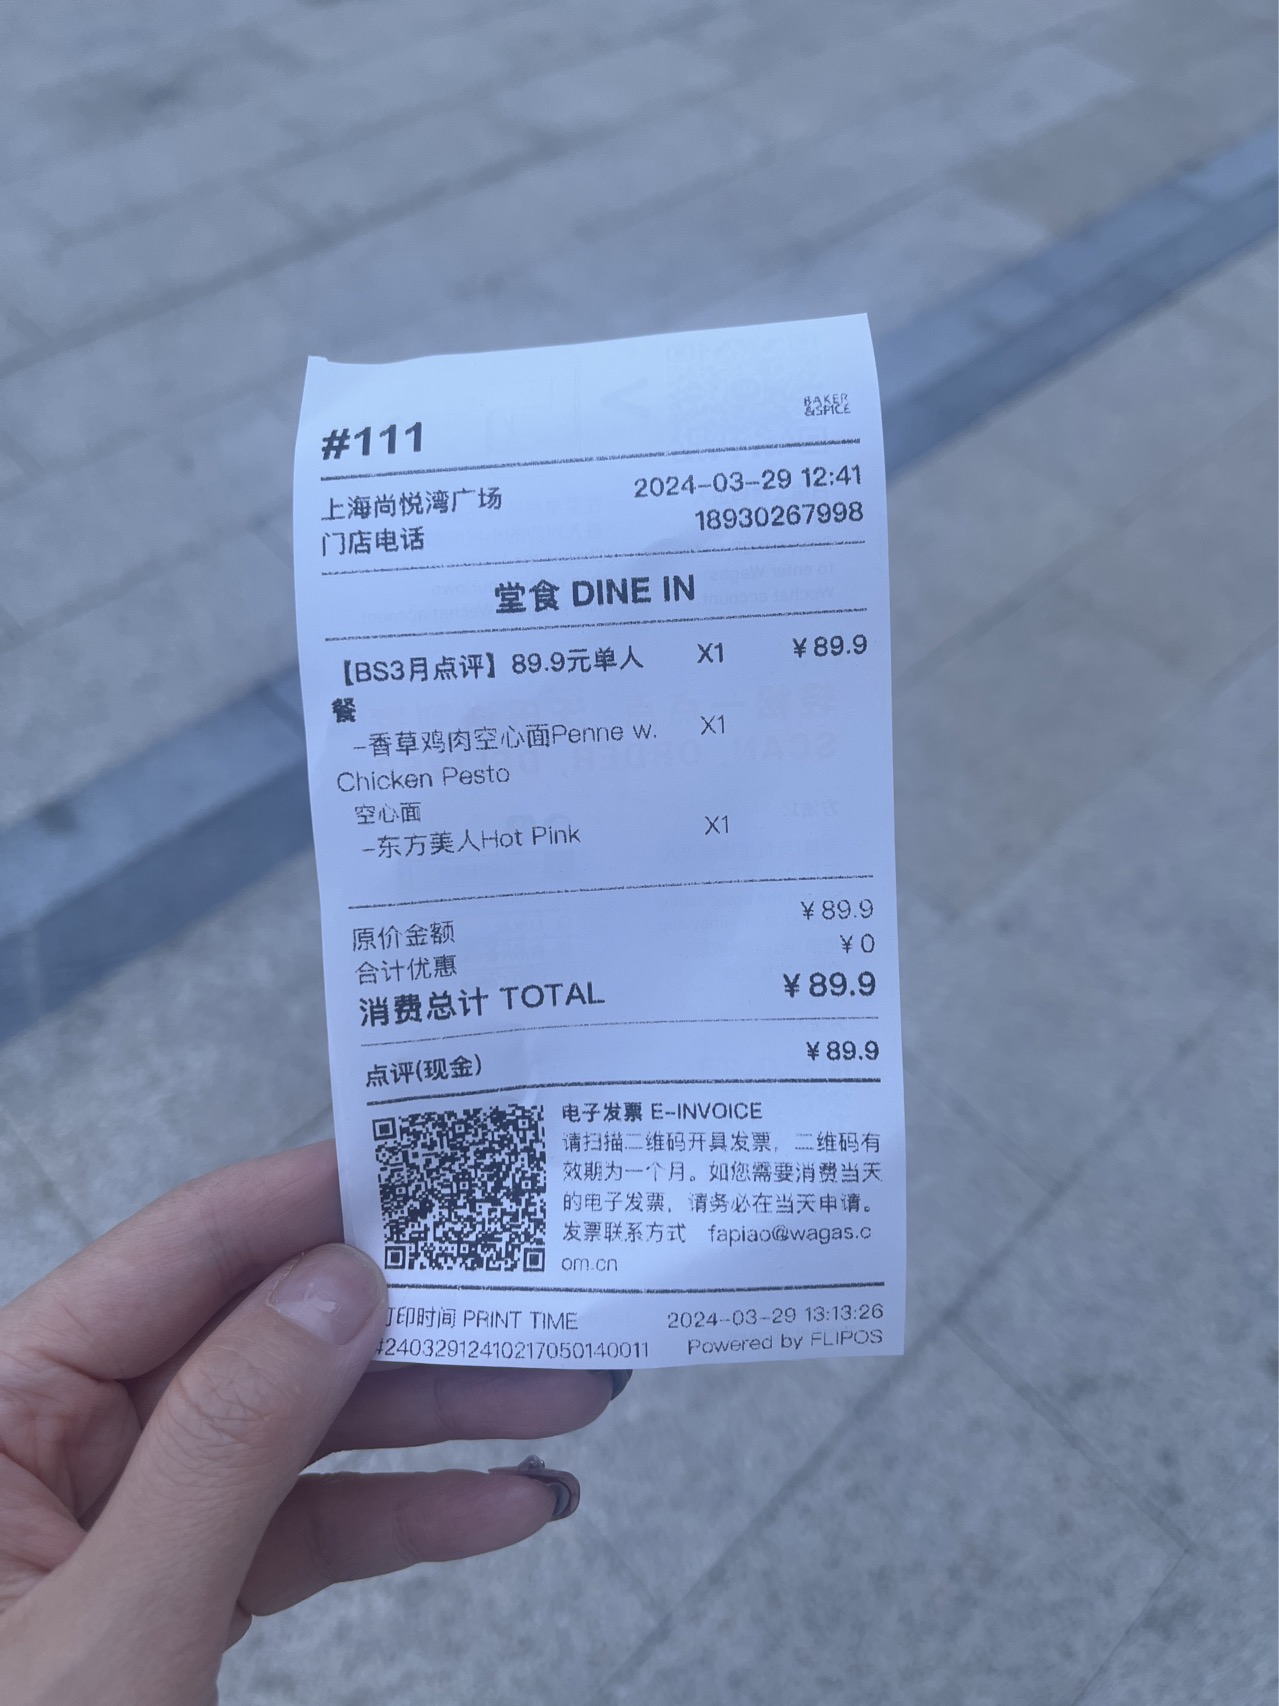 BAKER
&SPICE
#111
上海尚悦湾广场 2024-03-29 12:41
门店电话 18930267998
堂食 DINE IN
【BS3月点评】89.9元单人 X1 ¥89.9
餐
-香草鸡肉空心面Penne w. X1
Chicken Pesto
空心面
-东方美人Hot Pink X1
原价金额 ¥89.9
合计优惠 ¥0
消费总计 TOTAL ¥89.9
点评(现金) ¥89.9
电子发票 E-INVOICE
请扫描二维码开具发票，二维码有
效期为一个月。如您需要消费当天
的电子发票，请务必在当天申请。
发票联系方式 fapiao@wagas.c
om.cn
打印时间 PRINT TIME 2024-03-29 13:13:26
#24032912410217050140011 Powered by FLIPOS